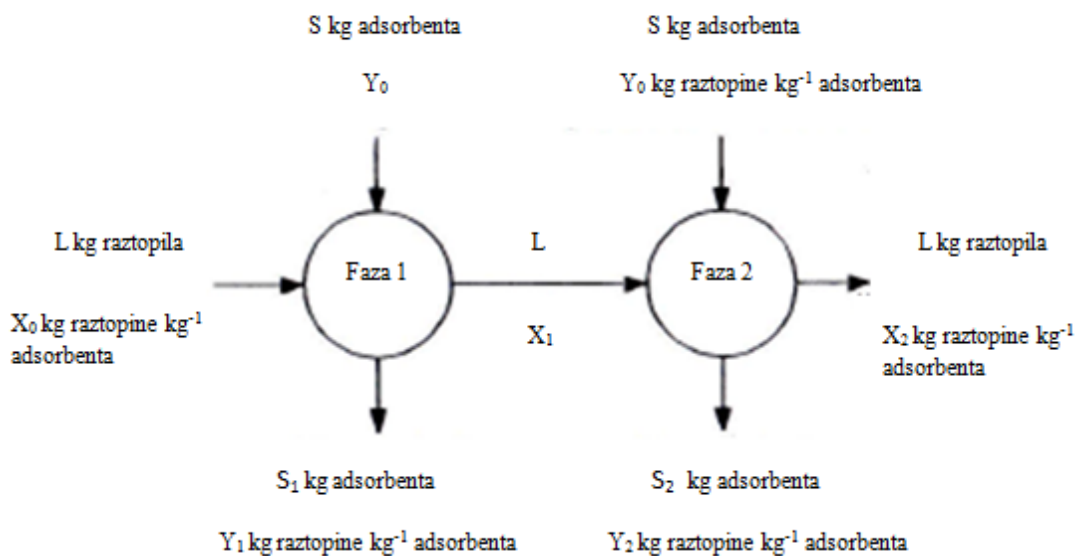 S kg adsorbenta
S kg adsorbenta
Y₀
Y₀ kg raztopine kg⁻¹ adsorbenta
L kg raztopila
Faza 1
L
Faza 2
L kg raztopila
X₀ kg raztopine kg⁻¹
adsorbenta
X₁
X₂ kg raztopine kg⁻¹
adsorbenta
S₁ kg adsorbenta
S₂ kg adsorbenta
Y₁ kg raztopine kg⁻¹ adsorbenta
Y₂ kg raztopine kg⁻¹ adsorbenta